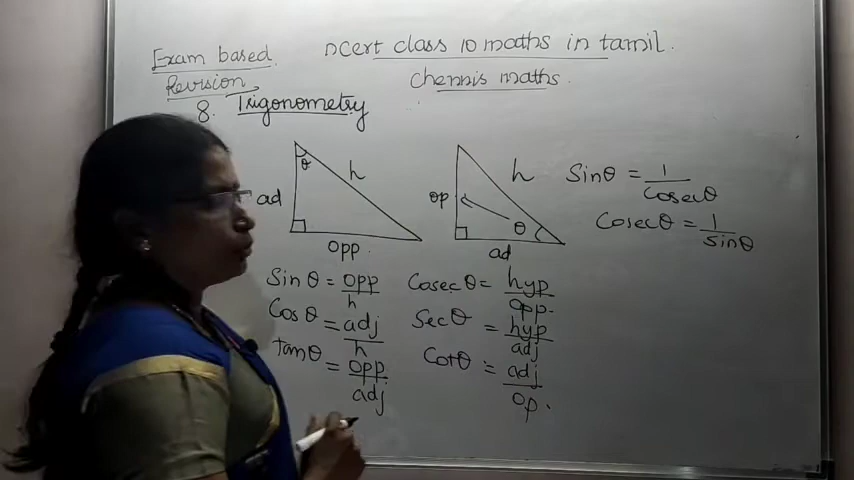 Exam based
Revision
ncert class 10 maths in tamil.
chennis maths.
8. Trigonometry
θ
h
ad
opp.
h
op
θ
ad
Sinθ = 1/cosecθ
Cosecθ = 1/sinθ
Sinθ = opp/h
Cosθ = adj/h
tanθ = opp/adj
Cosecθ = hyp/opp.
Secθ = hyp/adj
Cotθ = adj/op.